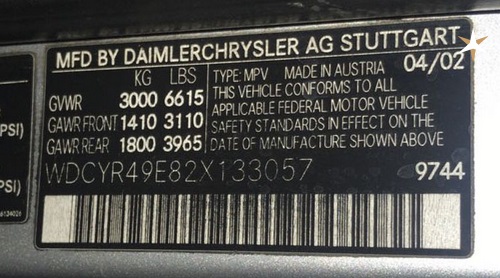 MFD BY DAIMLERCHRYSLER AG STUTTGART
KG LBS TYPE: MPV MADE IN AUSTRIA 04/02
GVWR 3000 6615 THIS VEHICLE CONFORMS TO ALL
GAWR FRONT 1410 3110 APPLICABLE FEDERAL MOTOR VEHICLE
GAWR REAR 1800 3965 SAFETY STANDARDS IN EFFECT ON THE
DATE OF MANUFACTURE SHOWN ABOVE
WDCYR49E82X133057 9744
PSI)
PSI)